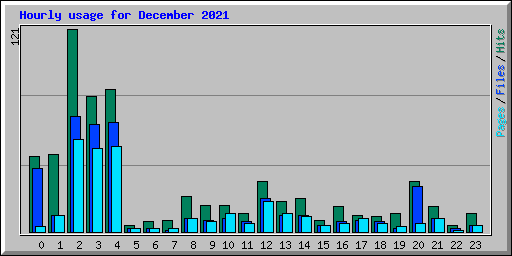 Hourly usage for December 2021
121
Pages/Files/Hits
0 1 2 3 4 5 6 7 8 9 10 11 12 13 14 15 16 17 18 19 20 21 22 23